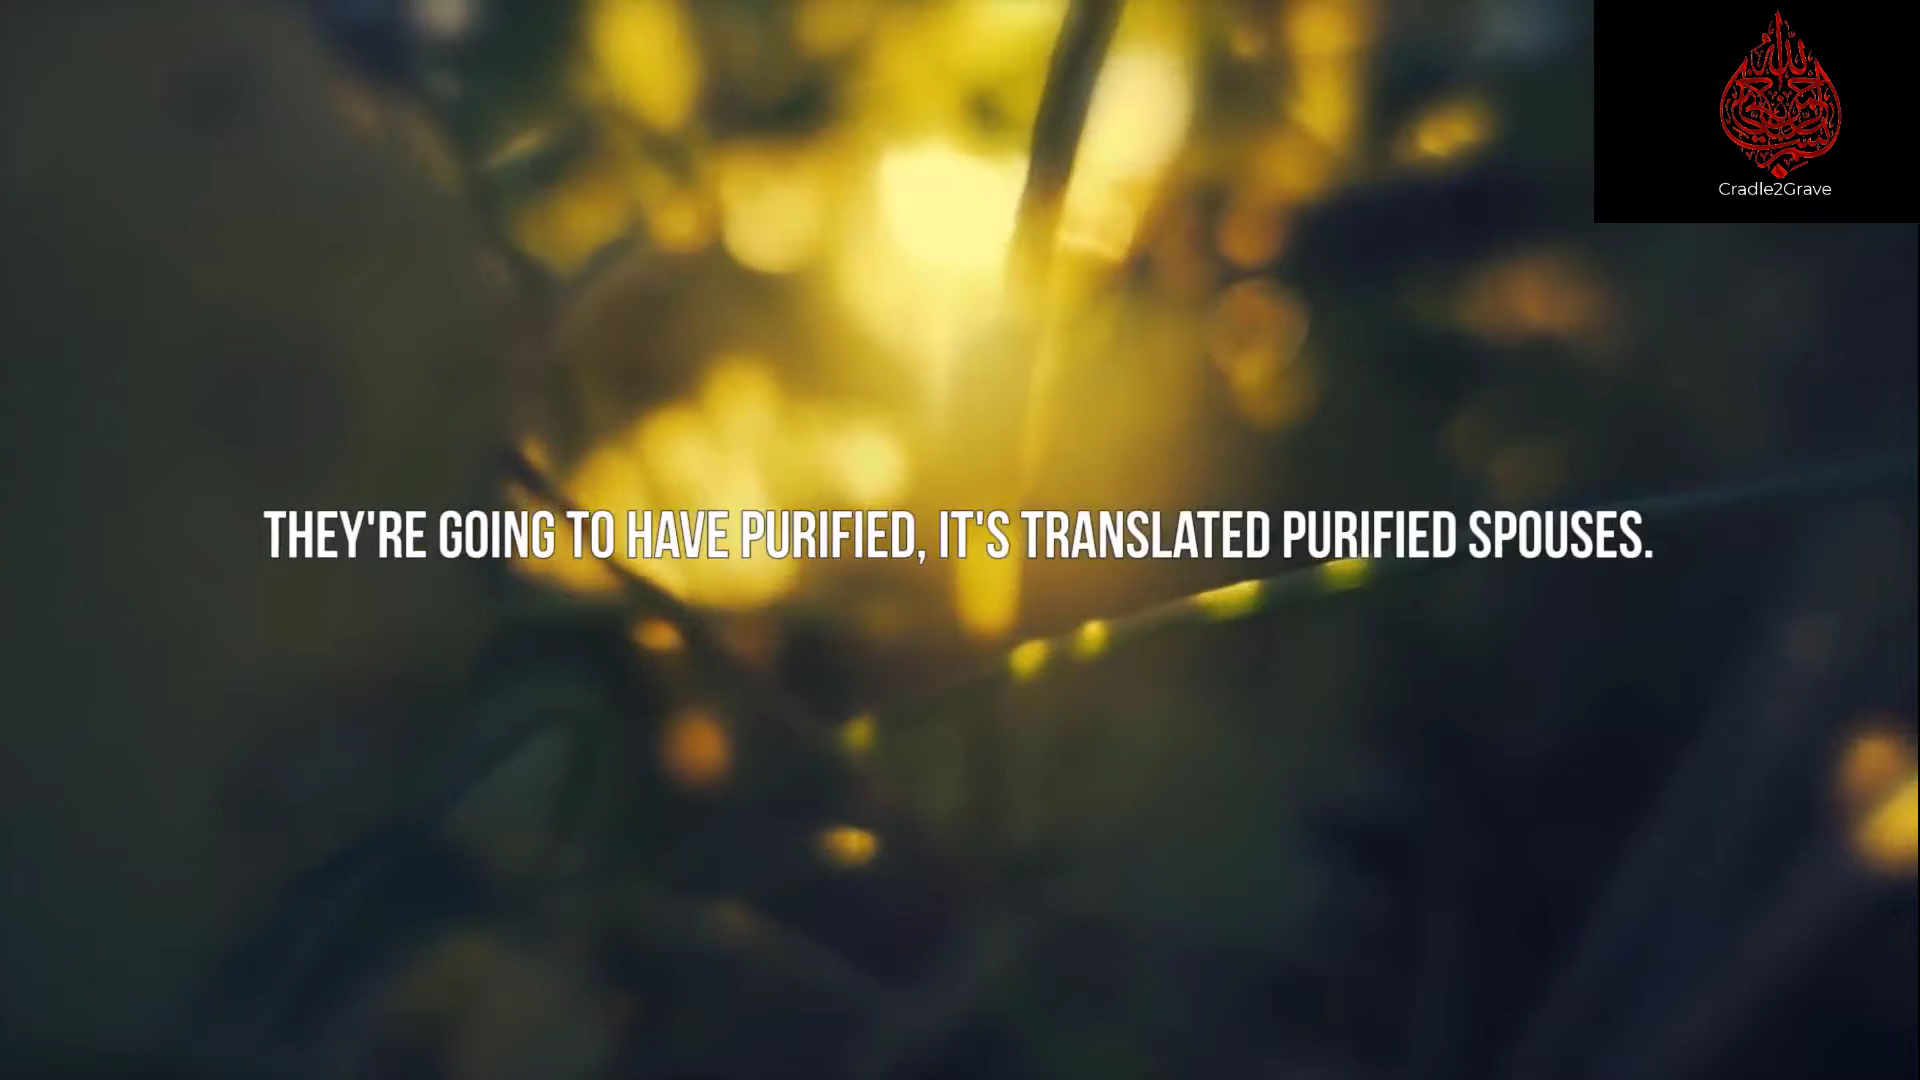 Cradle2Grave
THEY'RE GOING TO HAVE PURIFIED, IT'S TRANSLATED PURIFIED SPOUSES.